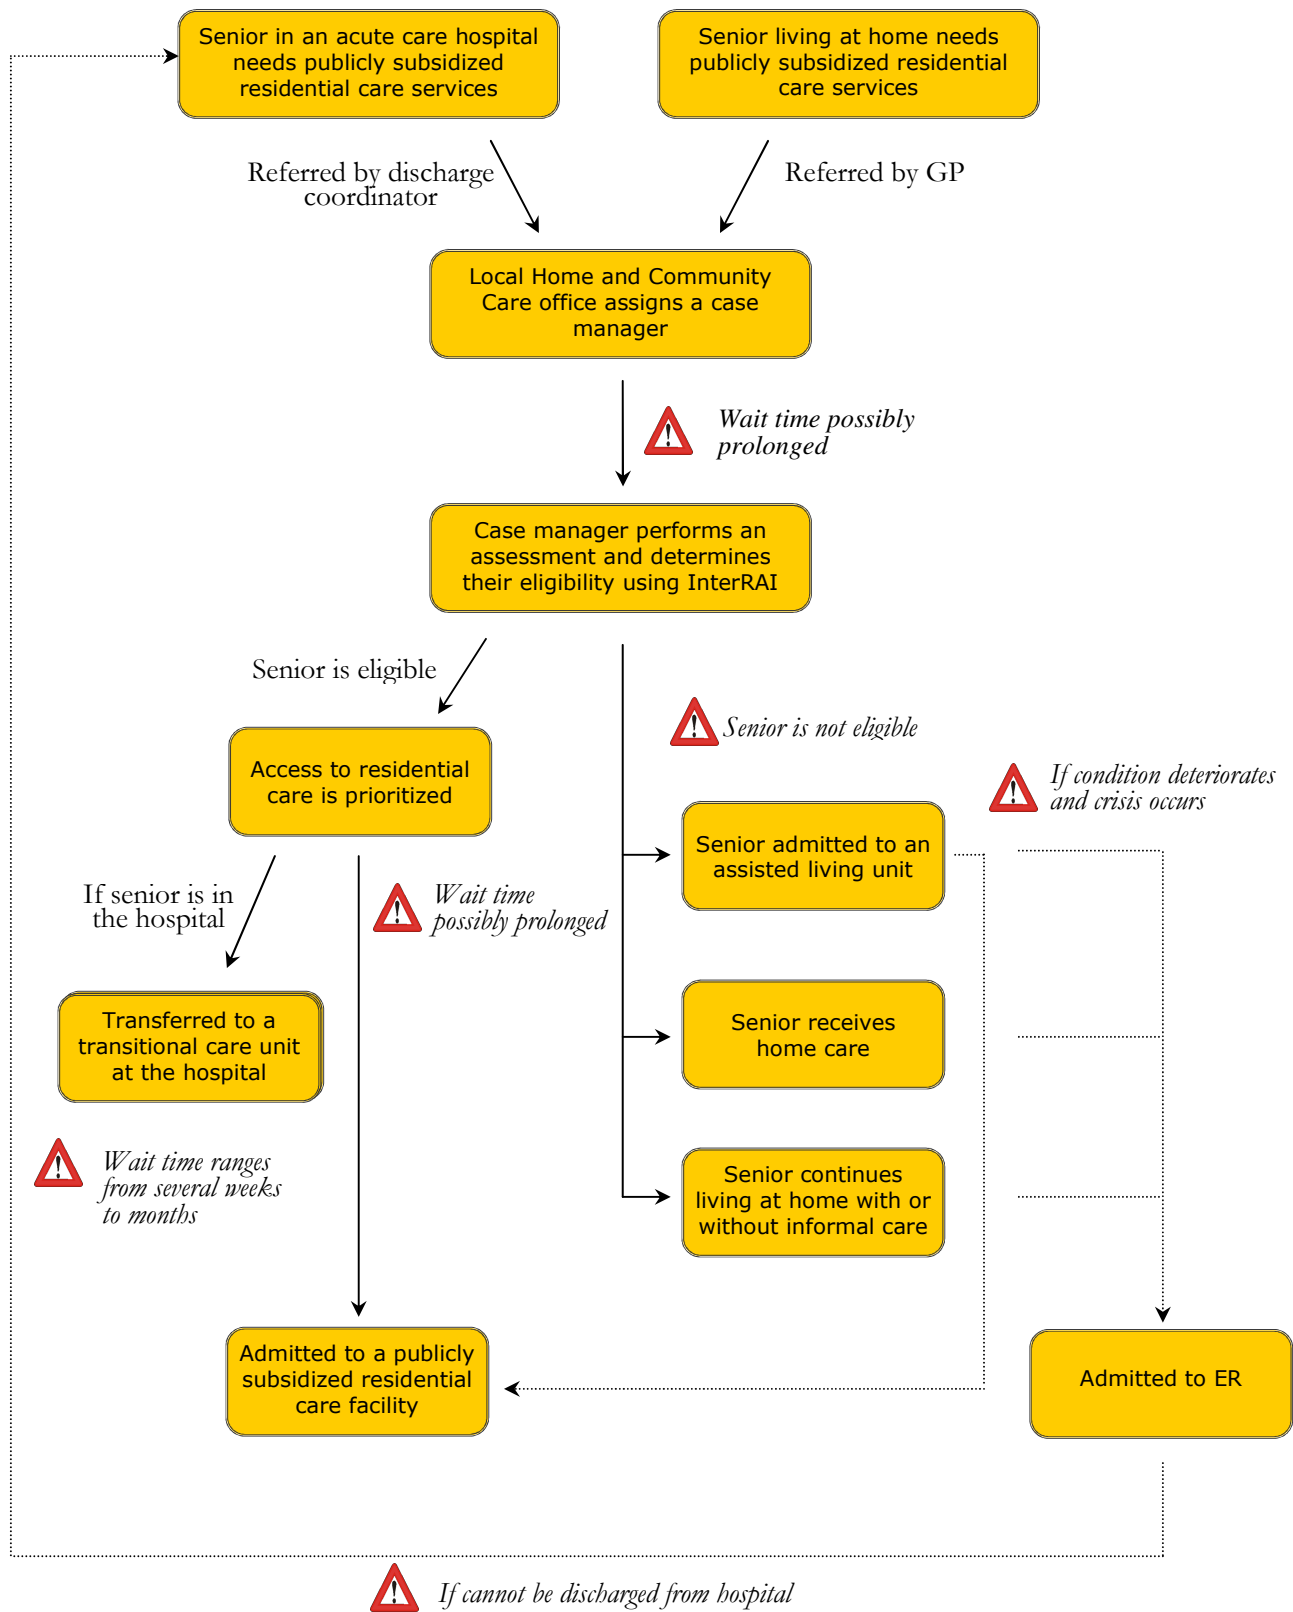 Senior in an acute care hospital
needs publicly subsidized
residential care services
Senior living at home needs
publicly subsidized residential
care services
Referred by discharge
coordinator
Referred by GP
Local Home and Community
Care office assigns a case
manager
Wait time possibly
prolonged
Case manager performs an
assessment and determines
their eligibility using InterRAI
Senior is eligible
Senior is not eligible
Access to residential
care is prioritized
If condition deteriorates
and crisis occurs
Senior admitted to an
assisted living unit
If senior is in
the hospital
Wait time
possibly prolonged
Transferred to a
transitional care unit
at the hospital
Senior receives
home care
Wait time ranges
from several weeks
to months
Senior continues
living at home with or
without informal care
Admitted to a publicly
subsidized residential
care facility
Admitted to ER
If cannot be discharged from hospital